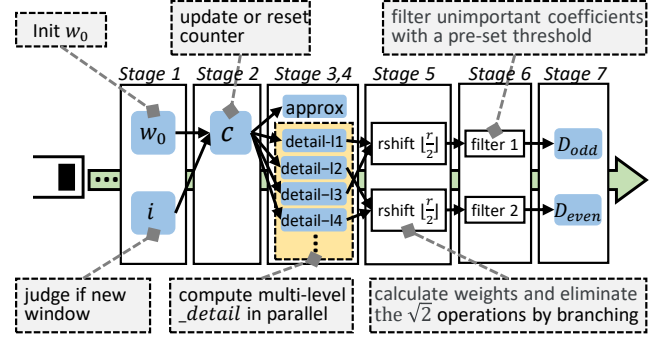 Init w₀
update or reset
counter
filter unimportant coefficients
with a pre-set threshold
Stage 1
Stage 2
Stage 3,4
Stage 5
Stage 6
Stage 7
w₀
i
c
approx
detail-l1
detail-l2
detail-l3
detail-l4
rshift ⌊r/2⌋
rshift ⌊r/2⌋
filter 1
filter 2
D_odd
D_even
judge if new
window
compute multi-level
_detail in parallel
calculate weights and eliminate
the √2 operations by branching